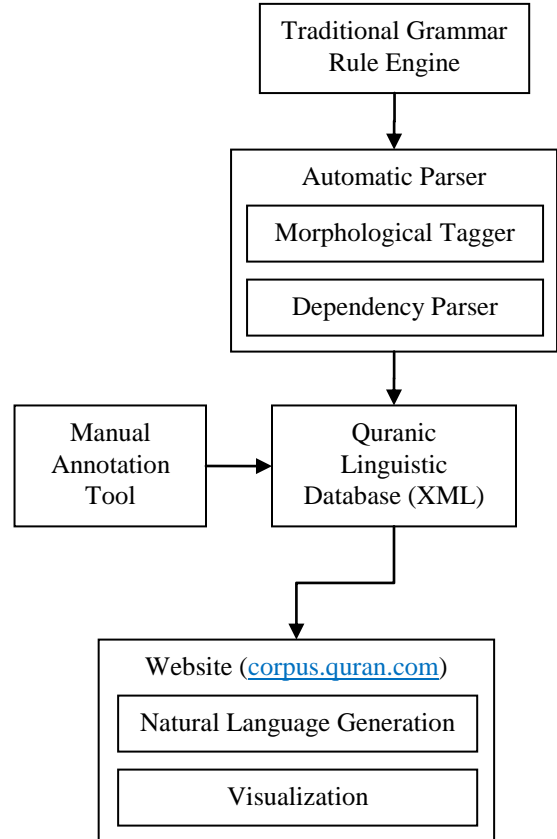 Traditional Grammar
Rule Engine
Automatic Parser
Morphological Tagger
Dependency Parser
Manual
Annotation
Tool
Quranic
Linguistic
Database (XML)
Website (corpus.quran.com)
Natural Language Generation
Visualization